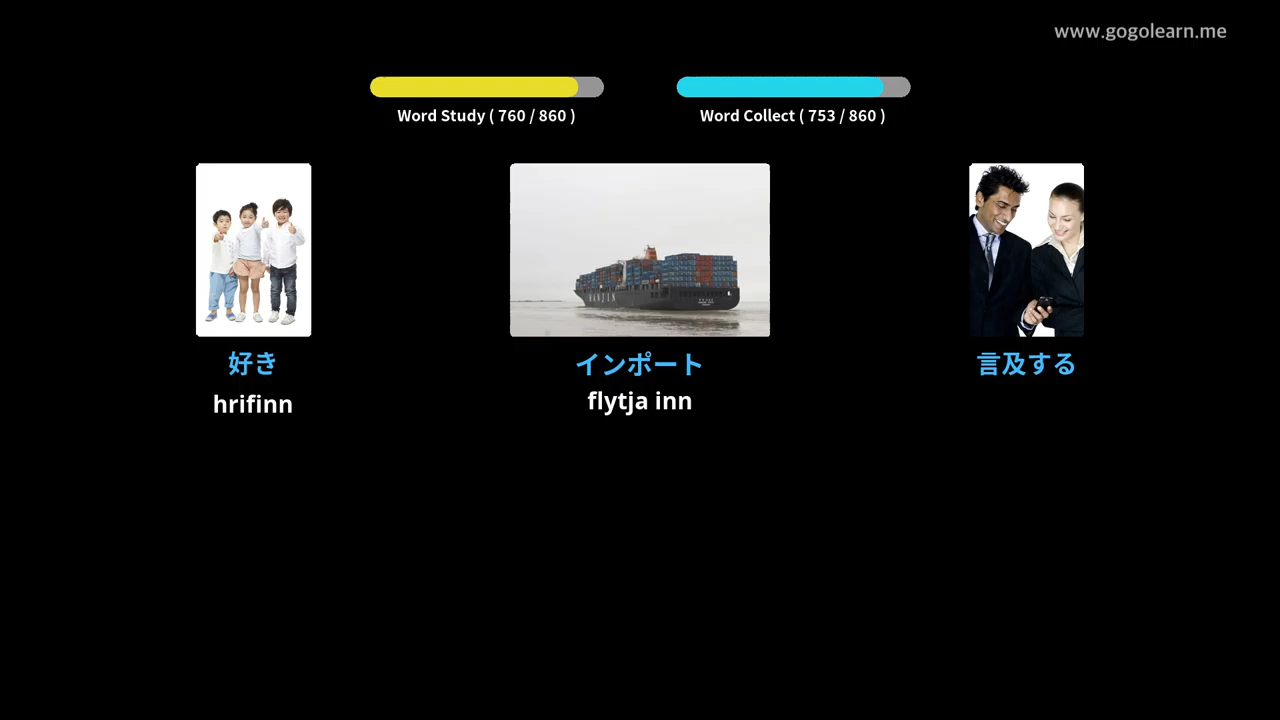 www.gogolearn.me
Word Study ( 760 / 860 )
Word Collect ( 753 / 860 )
好き
インポート
言及する
hrifinn
flytja inn
HANJIN